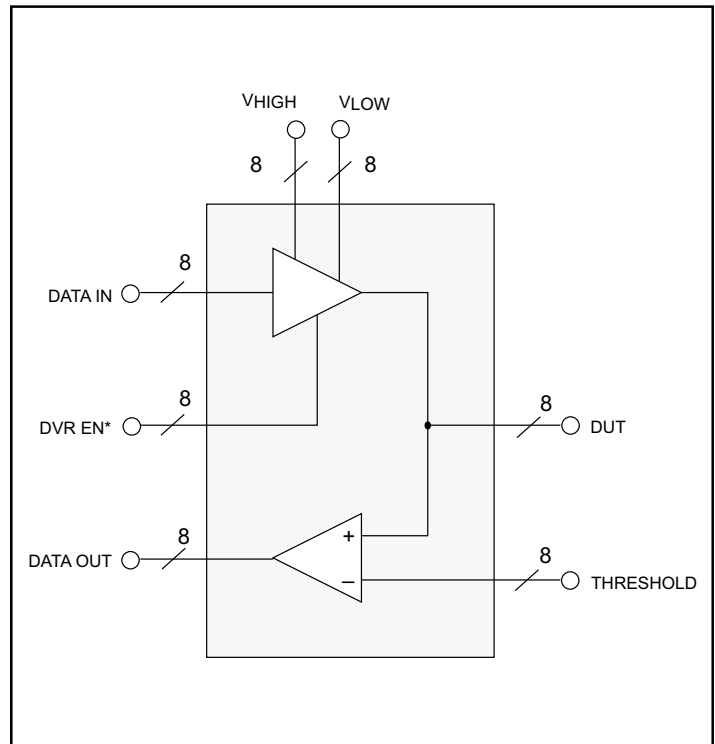 VHIGH VLOW
8 8
8
DATA IN
8
DVR EN*
8
DUT
+
8
DATA OUT
8
THRESHOLD
–